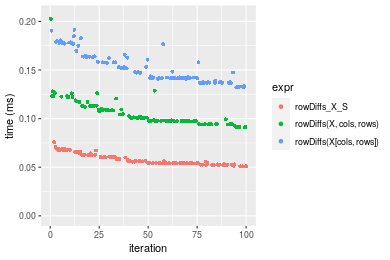 0.20
0.15
0.10
0.05
0.00
0
25
50
75
100
time (ms)
iteration
expr
rowDiffs_X_S
rowDiffs(X, cols, rows)
rowDiffs(X[cols, rows])